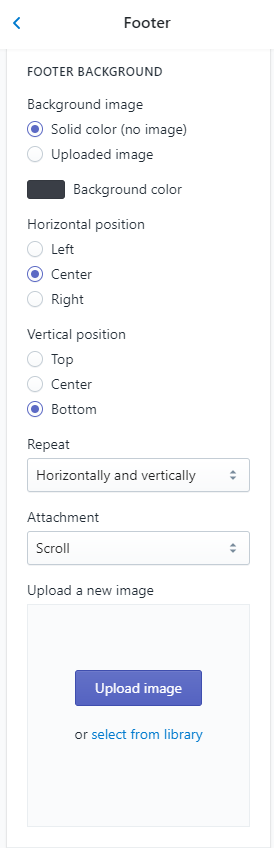 Footer
FOOTER BACKGROUND
Background image
Solid color (no image)
Uploaded image
Background color
Horizontal position
Left
Center
Right
Vertical position
Top
Center
Bottom
Repeat
Horizontally and vertically
Attachment
Scroll
Upload a new image
Upload image
or select from library